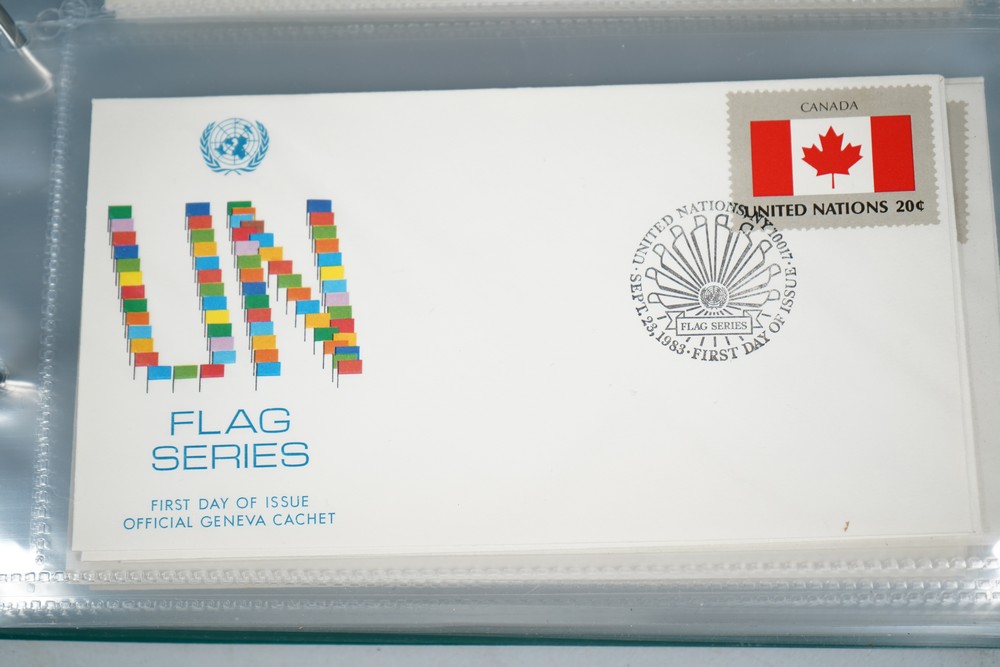 CANADA
UNITED NATIONS 20¢
UNITED NATIONS, NY 10017 ·
SEPT. 23, 1983 · FIRST DAY OF ISSUE ·
FLAG SERIES
UN
FLAG
SERIES
FIRST DAY OF ISSUE
OFFICIAL GENEVA CACHET